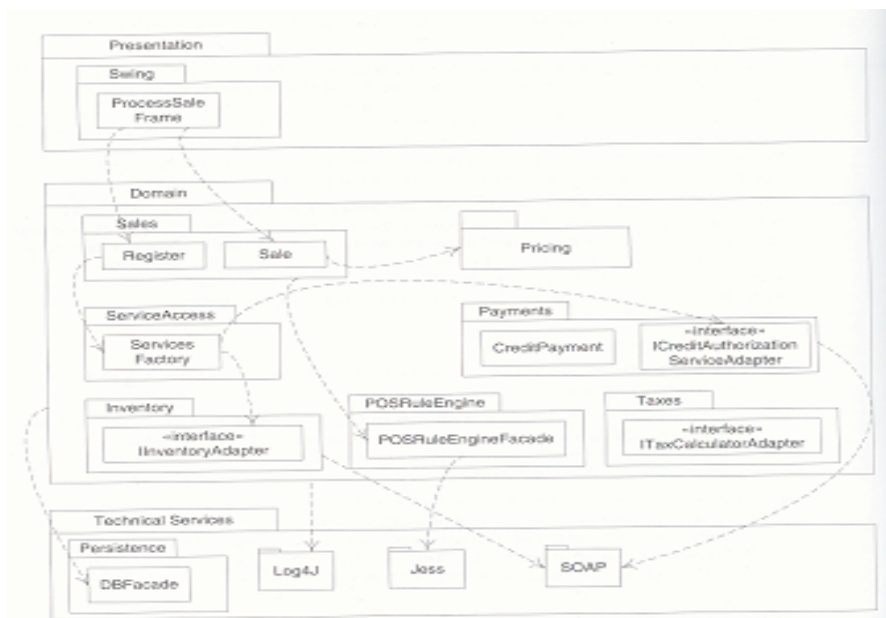 Presentation
Swing
ProcessSale
Frame
Domain
Sales
Register
Sale
Pricing
ServiceAccess
Services
Factory
Payments
CreditPayment
«interface»
ICreditAuthorization
ServiceAdapter
Inventory
«interface»
IInventoryAdapter
POSRuleEngine
POSRuleEngineFacade
Taxes
«interface»
ITaxCalculatorAdapter
Technical Services
Persistence
DBFacade
Log4J
Jess
SOAP